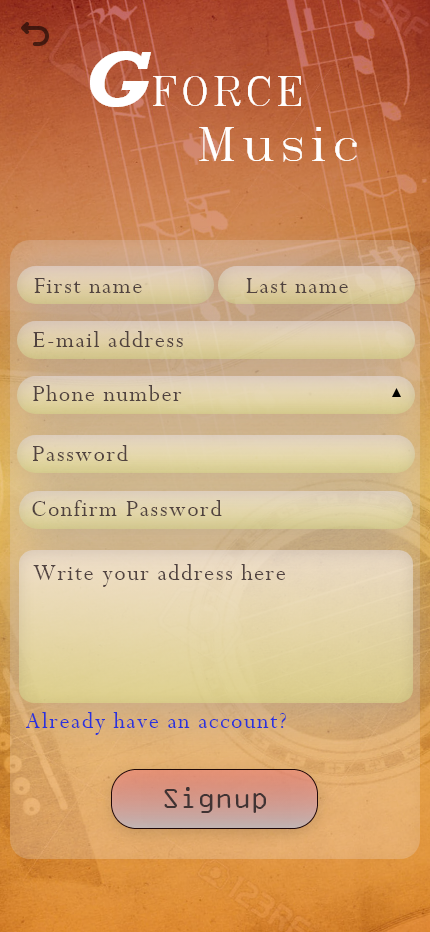 GFORCE
Music
First name Last name
E-mail address
Phone number
Password
Confirm Password
Write your address here
Already have an account?
Signup